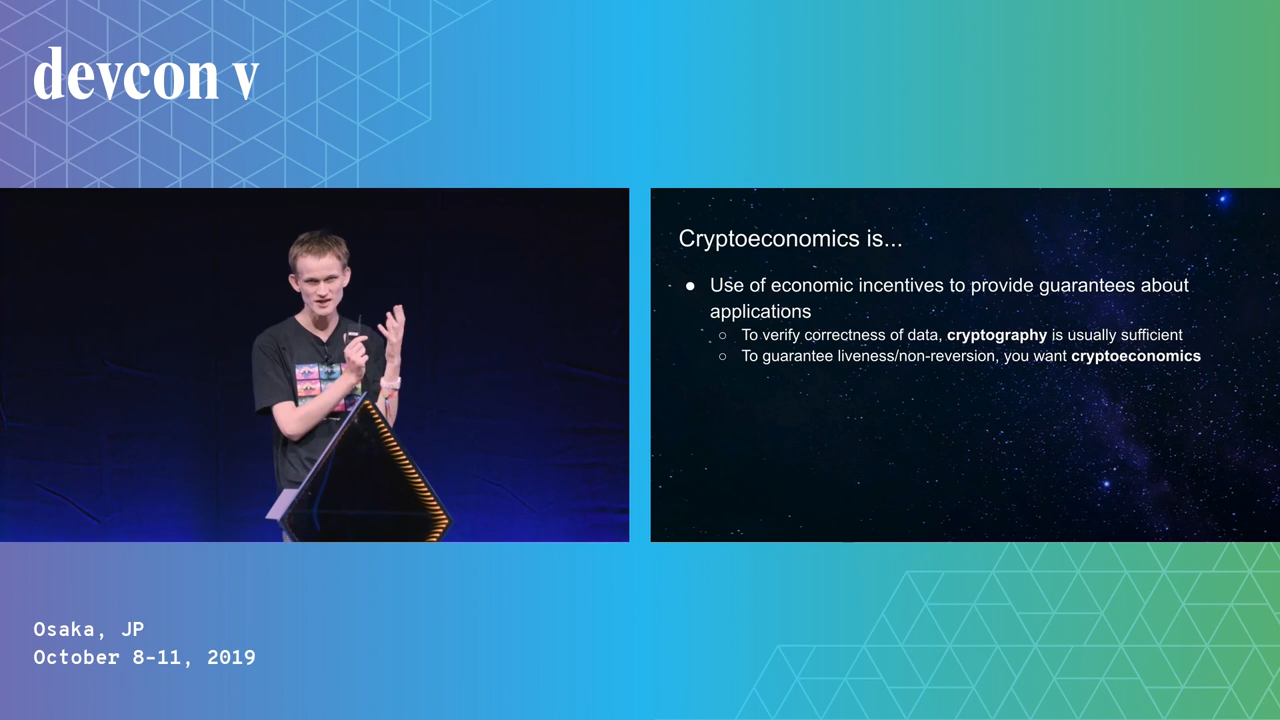 devcon v
Cryptoeconomics is...
● Use of economic incentives to provide guarantees about
applications
○ To verify correctness of data, cryptography is usually sufficient
○ To guarantee liveness/non-reversion, you want cryptoeconomics
Osaka, JP
October 8-11, 2019